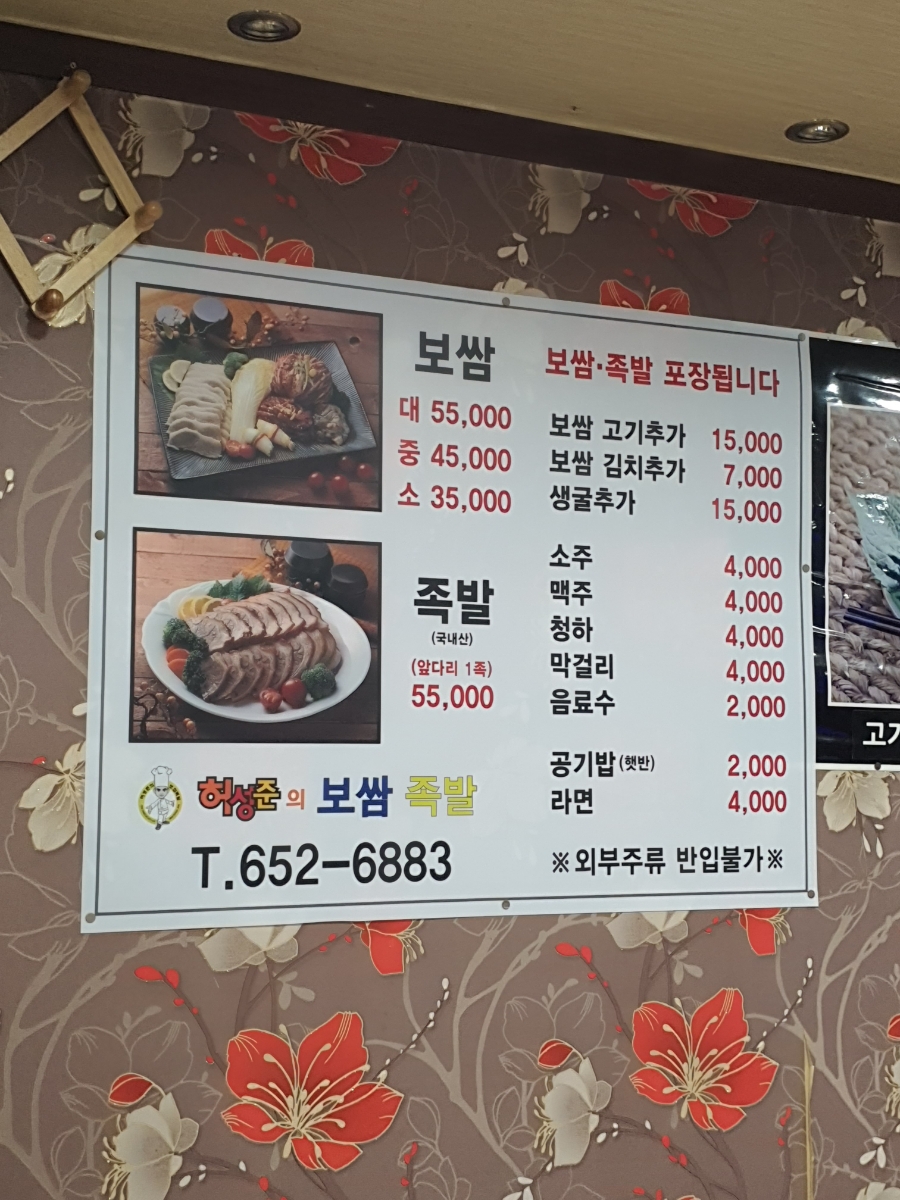 보쌈
대 55,000
중 45,000
소 35,000
족발
(국내산)
(앞다리 1족)
55,000
허성준의 보쌈 족발
T.652-6883
보쌈·족발 포장됩니다
보쌈 고기추가 15,000
보쌈 김치추가 7,000
생굴추가 15,000
소주 4,000
맥주 4,000
청하 4,000
막걸리 4,000
음료수 2,000
공기밥(햇반) 2,000
라면 4,000
※외부주류 반입불가※